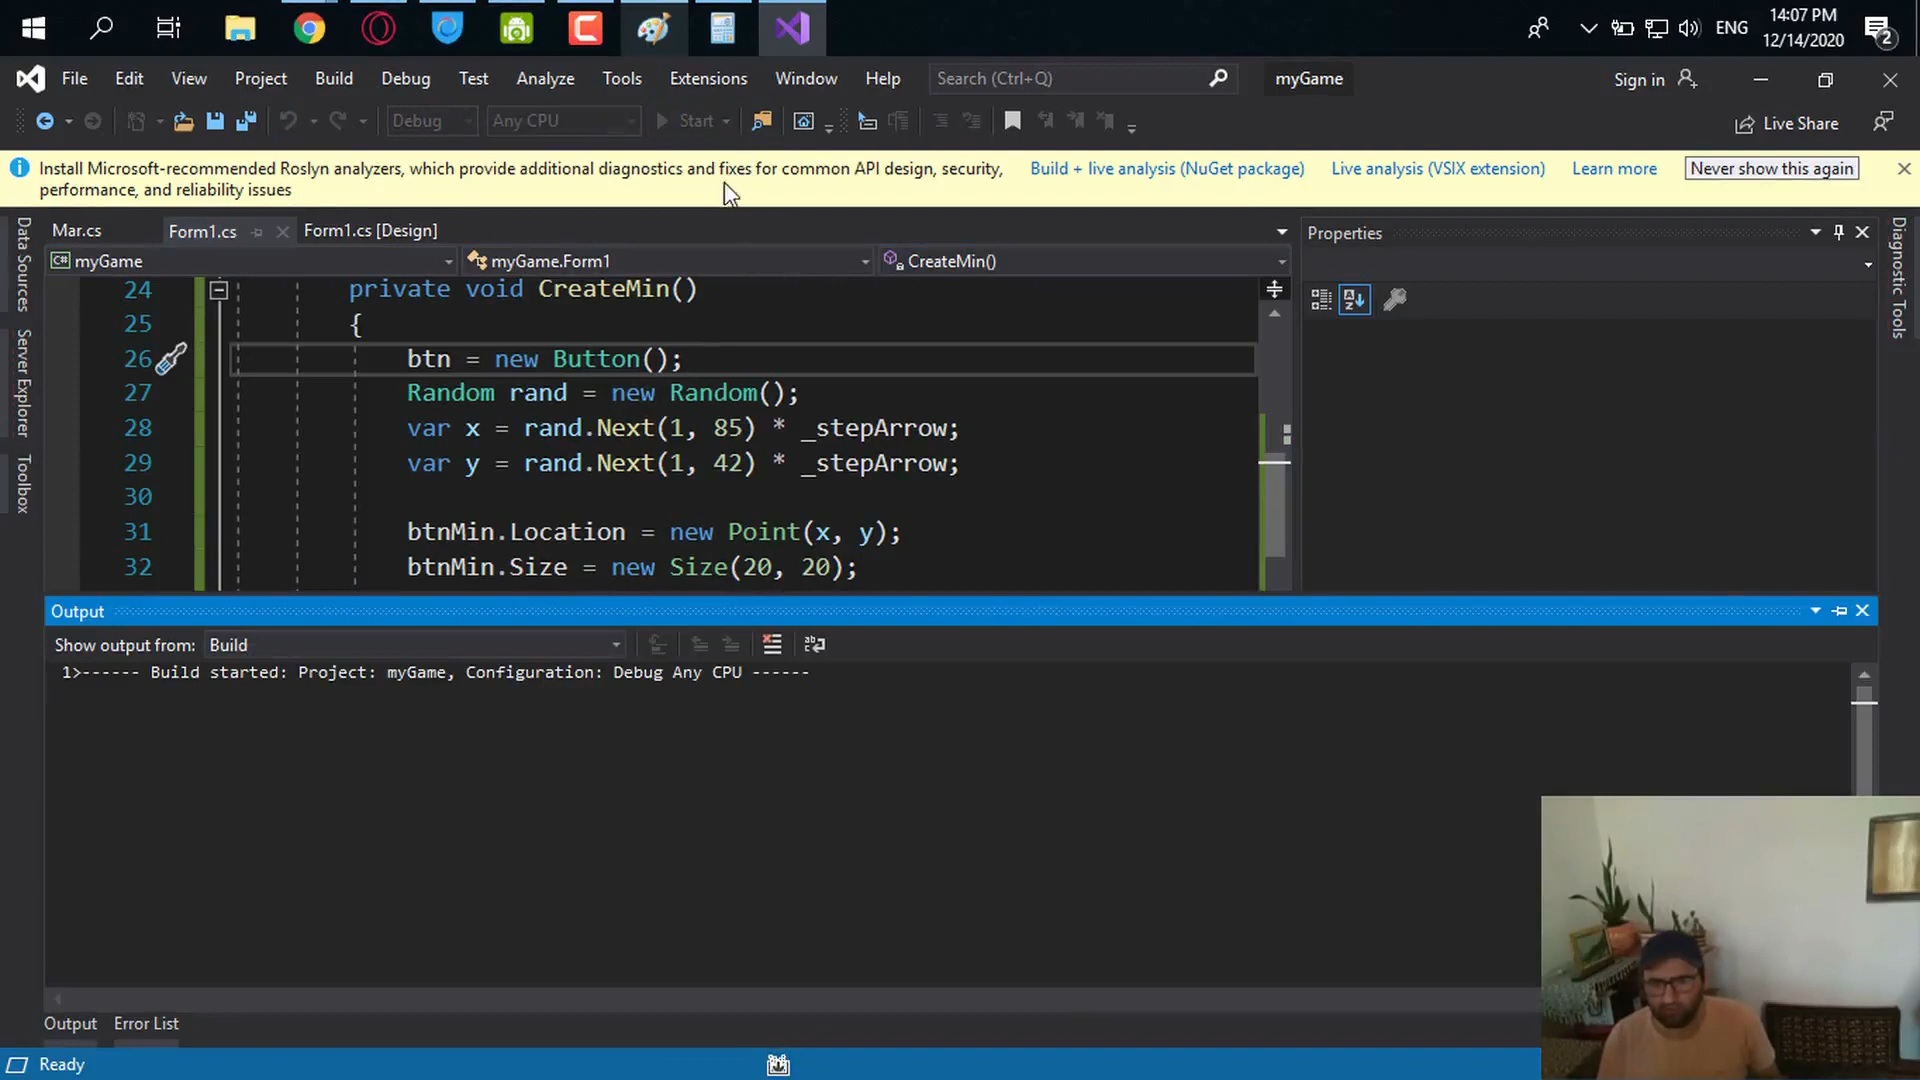 ENG
14:07 PM
12/14/2020
2
File Edit View Project Build Debug Test Analyze Tools Extensions Window Help Search (Ctrl+Q) myGame Sign in
Debug Any CPU Start Live Share
Install Microsoft-recommended Roslyn analyzers, which provide additional diagnostics and fixes for common API design, security, Build + live analysis (NuGet package) Live analysis (VSIX extension) Learn more Never show this again
performance, and reliability issues
Data Sources
Server Explorer
Toolbox
Mar.cs Form1.cs Form1.cs [Design]
C# myGame myGame.Form1 CreateMin()
24 private void CreateMin()
25 {
26 btn = new Button();
27 Random rand = new Random();
28 var x = rand.Next(1, 85) * _stepArrow;
29 var y = rand.Next(1, 42) * _stepArrow;
30
31 btnMin.Location = new Point(x, y);
32 btnMin.Size = new Size(20, 20);
Properties
Diagnostic Tools
Output
Show output from: Build
1>------ Build started: Project: myGame, Configuration: Debug Any CPU ------
Output Error List
Ready